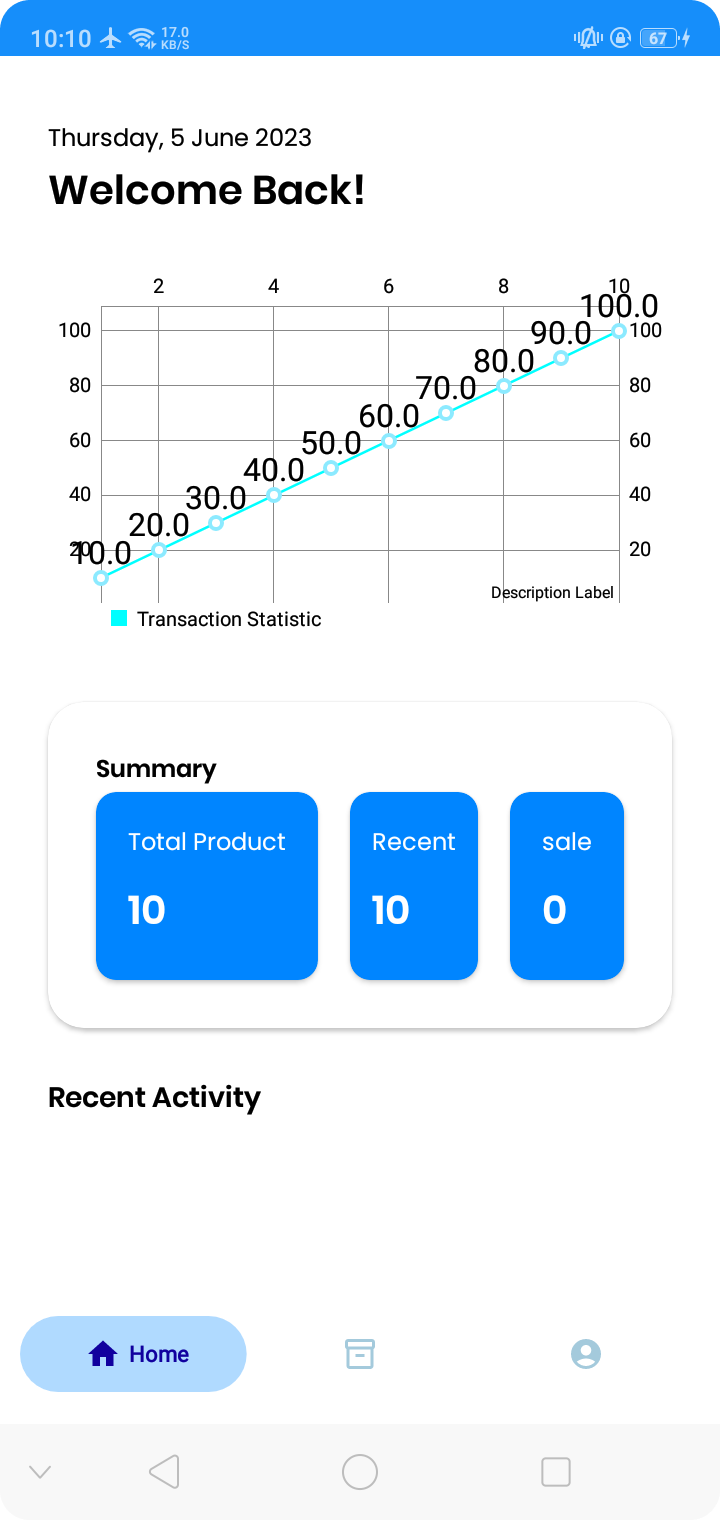 10:10 17.0 KB/S 67
Thursday, 5 June 2023
Welcome Back!
2 4 6 8 10
100.0
100 90.0 100
80 80.0 80
70.0
60 60.0 60
50.0
40 40.0 40
30.0
20 20.0 20
10.0
Description Label
Transaction Statistic
Summary
Total Product Recent sale
10 10 0
Recent Activity
Home